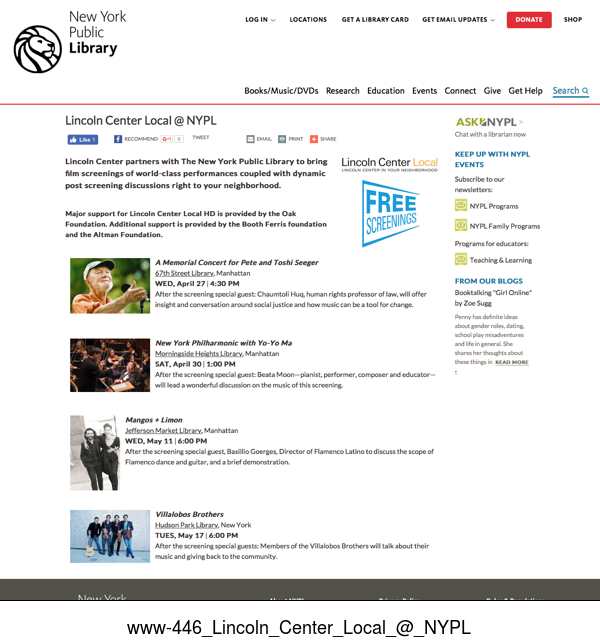 New York
Public
Library
LOG IN
LOCATIONS
GET A LIBRARY CARD
GET EMAIL UPDATES
DONATE
SHOP
Books/Music/DVDs Research Education Events Connect Give Get Help Search
Lincoln Center Local @ NYPL
Like 1
RECOMMEND
G+1 0
TWEET
EMAIL
PRINT
SHARE
Lincoln Center partners with The New York Public Library to bring
film screenings of world-class performances coupled with dynamic
post screening discussions right to your neighborhood.
Major support for Lincoln Center Local HD is provided by the Oak
Foundation. Additional support is provided by the Booth Ferris foundation
and the Altman Foundation.
Lincoln Center Local
LINCOLN CENTER IN YOUR NEIGHBORHOOD
FREE
SCREENINGS
A Memorial Concert for Pete and Toshi Seeger
67th Street Library, Manhattan
WED, April 27 | 4:30 PM
After the screening special guest: Chaumtoli Huq, human rights professor of law, will offer
insight and conversation around social justice and how music can be a tool for change.
New York Philharmonic with Yo-Yo Ma
Morningside Heights Library, Manhattan
SAT, April 30 | 1:00 PM
After the screening special guest: Beata Moon—pianist, performer, composer and educator—
will lead a wonderful discussion on the music of this screening.
Mangos + Limon
Jefferson Market Library, Manhattan
WED, May 11 | 6:00 PM
After the screening special guest, Basillio Goerges, Director of Flamenco Latino to discuss the scope of
Flamenco dance and guitar, and a brief demonstration.
Villalobos Brothers
Hudson Park Library, New York
TUES, May 17 | 6:00 PM
After the screening special guests: Members of the Villalobos Brothers will talk about their
music and giving back to the community.
ASK NYPL >
Chat with a librarian now
KEEP UP WITH NYPL
EVENTS
Subscribe to our
newsletters:
NYPL Programs
NYPL Family Programs
Programs for educators:
Teaching & Learning
FROM OUR BLOGS
Booktalking "Girl Online"
by Zoe Sugg
Penny has definite ideas
about gender roles, dating,
school play misadventures
and life in general. She
shares her thoughts about
these things in READ MORE
New York
www-446_Lincoln_Center_Local_@_NYPL